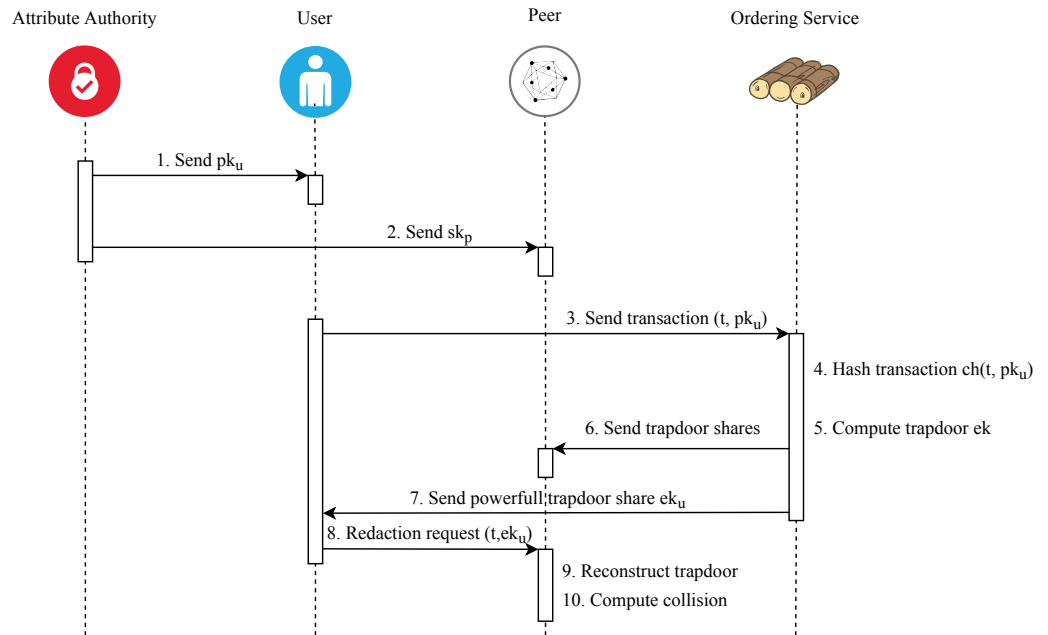 Attribute Authority
User
Peer
Ordering Service
1. Send pku
2. Send skp
3. Send transaction (t, pku)
4. Hash transaction ch(t, pku)
5. Compute trapdoor ek
6. Send trapdoor shares
7. Send powerfull trapdoor share eku
8. Redaction request (t,eku)
9. Reconstruct trapdoor
10. Compute collision